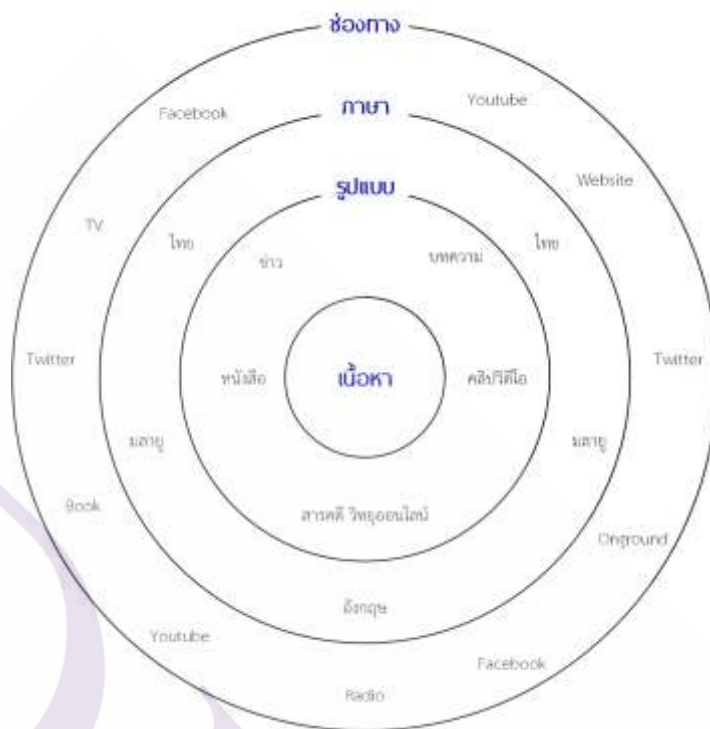 ช่องทาง
Facebook
Youtube
ภาษา
TV
Website
รูปแบบ
ไทย
ไทย
ข่าว
บทความ
Twitter
Twitter
หนังสือ
เนื้อหา
คลิปวิดีโอ
มลายู
มลายู
Book
สารคดี วิทยุออนไลน์
Onground
อังกฤษ
Youtube
Facebook
Radio